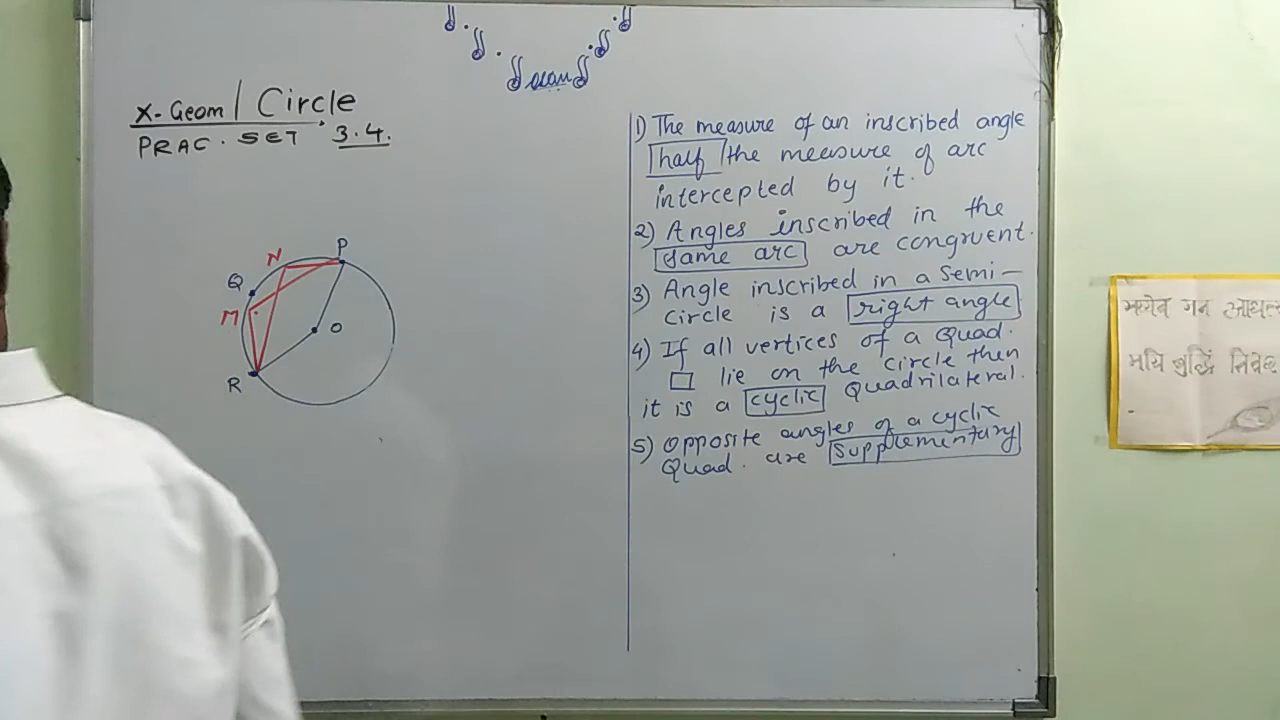 X-Geom / Circle
PRAC. SET 3.4.
N
P
Q
M
O
R
1) The measure of an inscribed angle
half the measure of arc
intercepted by it.
2) Angles inscribed in the
same arc are congruent.
3) Angle inscribed in a Semi-
circle is a right angle
4) If all vertices of a Quad.
□ lie on the circle then
it is a cyclic Quadrilateral.
5) Opposite angles of a cyclic
Quad. are Supplementary
मय्येव मन
मयि बुद्धिं